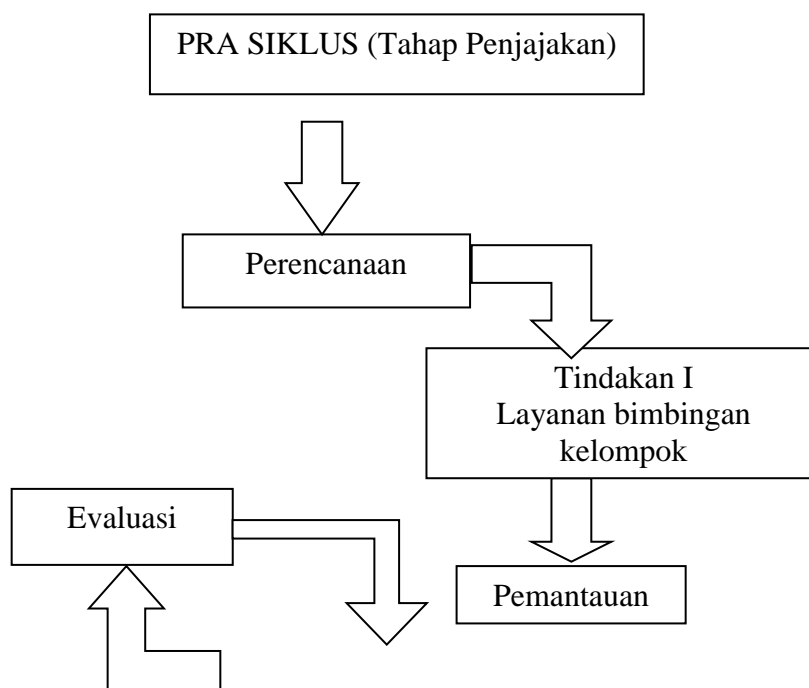 PRA SIKLUS (Tahap Penjajakan)
Perencanaan
Tindakan I
Layanan bimbingan
kelompok
Evaluasi
Pemantauan